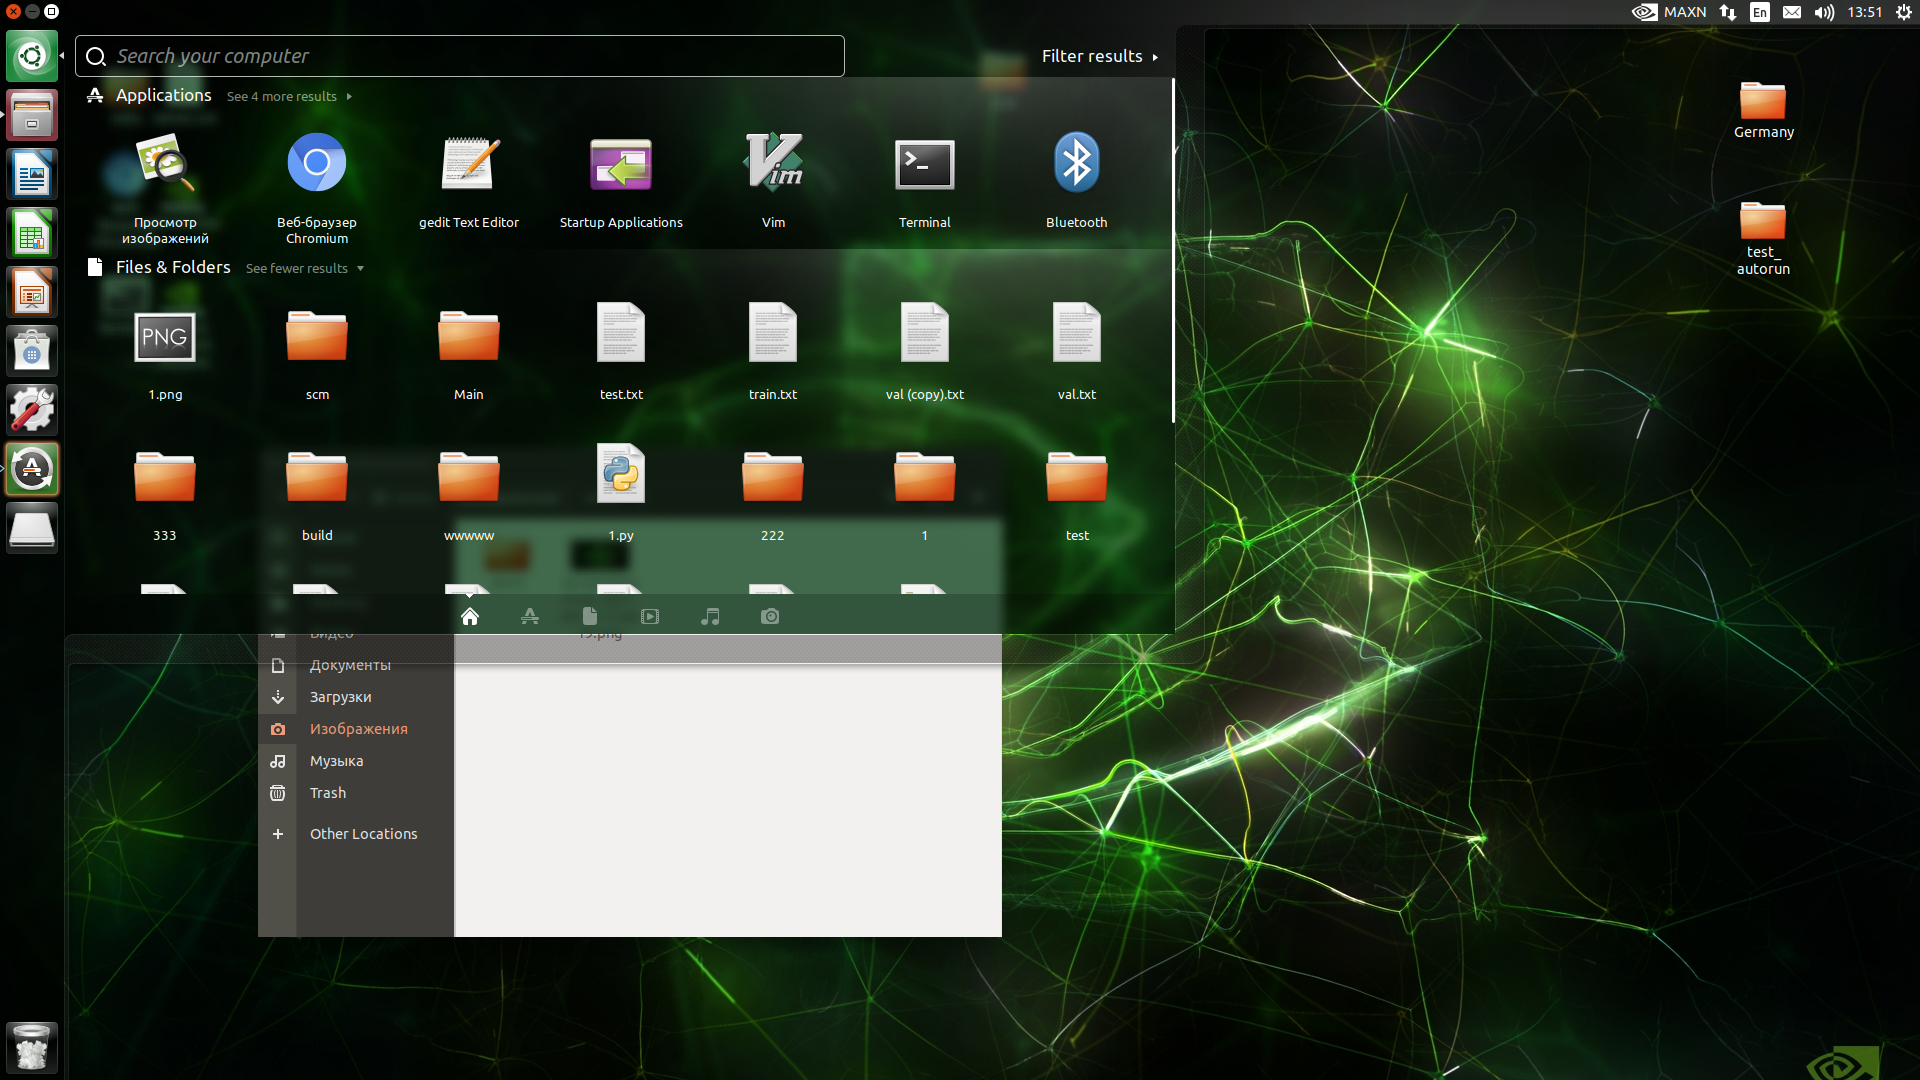 MAXN
En
13:51
Search your computer
Filter results
Applications
See 4 more results
Просмотр
изображений
Веб-браузер
Chromium
gedit Text Editor
Startup Applications
Vim
Terminal
Bluetooth
Files & Folders
See fewer results
PNG
1.png
scm
Main
test.txt
train.txt
val (copy).txt
val.txt
333
build
wwwww
1.py
222
1
test
Germany
test_
autorun
Видео
Документы
Загрузки
Изображения
Музыка
Trash
Other Locations